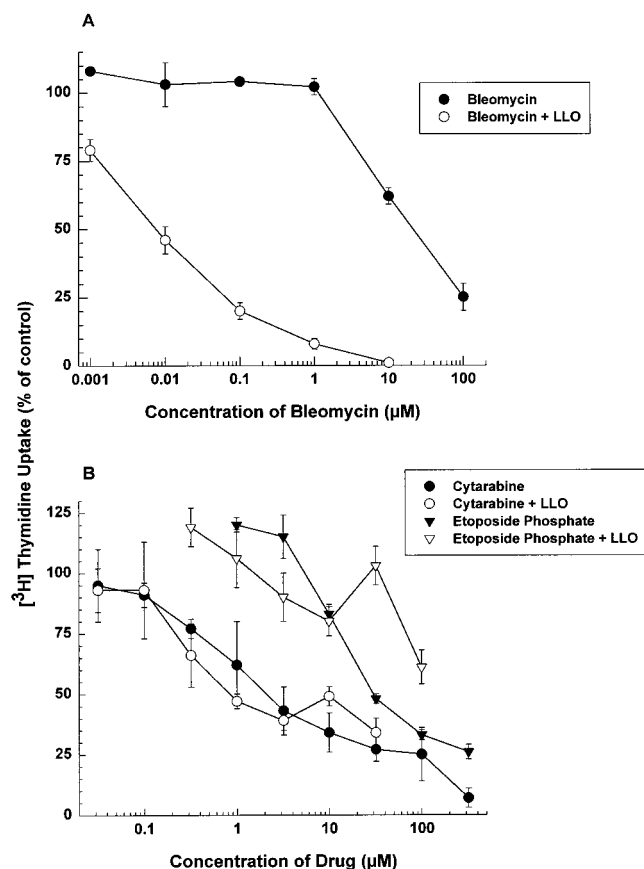 A
100
75
50
25
0
0.001 0.01 0.1 1 10 100
Concentration of Bleomycin (µM)
Bleomycin
Bleomycin + LLO
[³H] Thymidine Uptake (% of control)
B
125
100
75
50
25
0
0.1 1 10 100
Concentration of Drug (µM)
Cytarabine
Cytarabine + LLO
Etoposide Phosphate
Etoposide Phosphate + LLO